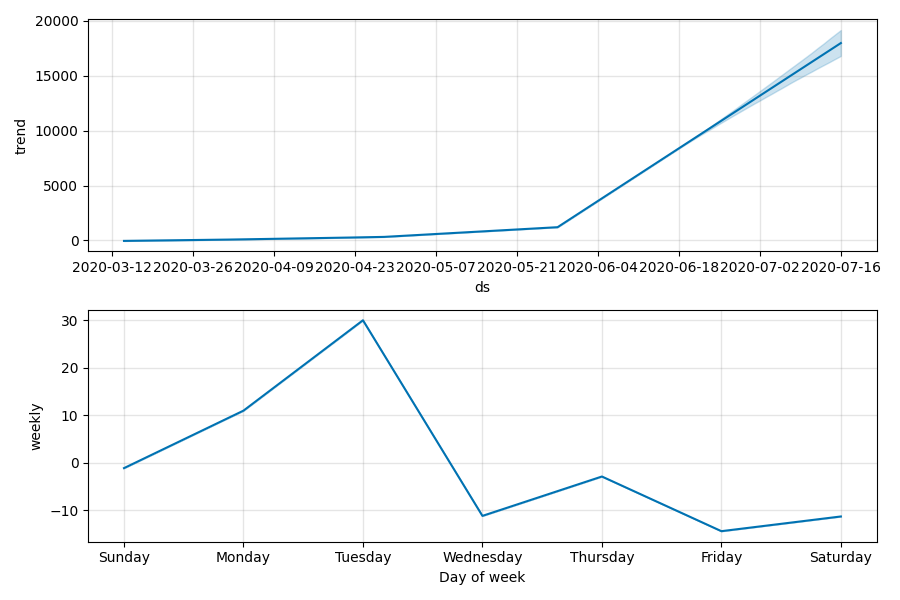 20000
15000
10000
5000
0
trend
2020-03-12 2020-03-26 2020-04-09 2020-04-23 2020-05-07 2020-05-21 2020-06-04 2020-06-18 2020-07-02 2020-07-16
ds
30
20
10
0
−10
weekly
Sunday Monday Tuesday Wednesday Thursday Friday Saturday
Day of week